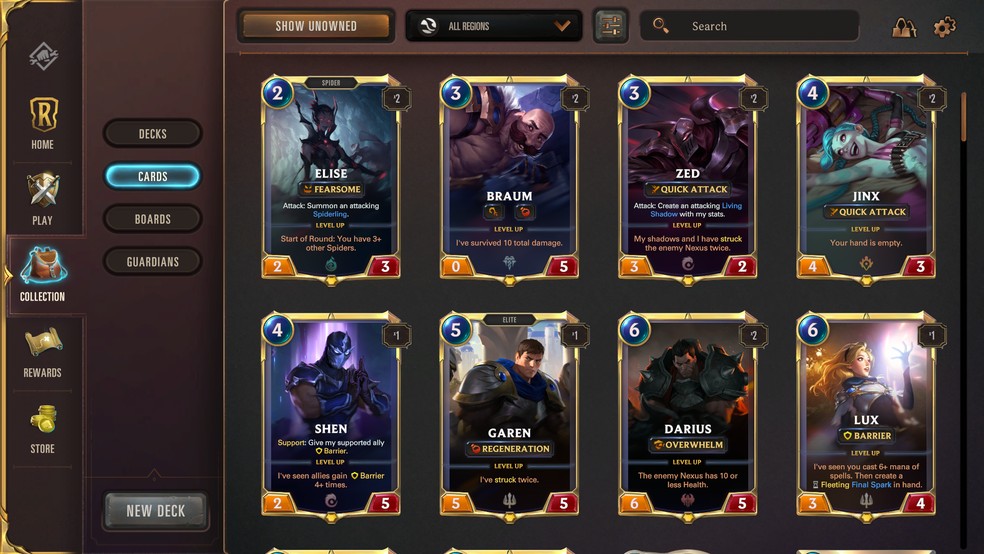 SHOW UNOWNED
ALL REGIONS
Search
R
HOME
PLAY
COLLECTION
REWARDS
STORE
DECKS
CARDS
BOARDS
GUARDIANS
NEW DECK
2
SPIDER
x2
ELISE
FEARSOME
Attack: Summon an attacking
Spiderling.
LEVEL UP
Start of Round: You have 3+
other Spiders.
2
3
3
x2
BRAUM
LEVEL UP
I've survived 10 total damage.
0
5
3
x2
ZED
QUICK ATTACK
Attack: Create an attacking Living
Shadow with my stats.
LEVEL UP
My shadows and I have struck
the enemy Nexus twice.
3
2
4
x2
JINX
QUICK ATTACK
LEVEL UP
Your hand is empty.
4
3
4
x1
SHEN
Support: Give my supported ally
Barrier.
LEVEL UP
I've seen allies gain Barrier
4+ times.
2
5
5
ELITE
x1
GAREN
REGENERATION
LEVEL UP
I've struck twice.
5
5
6
x2
DARIUS
OVERWHELM
LEVEL UP
The enemy Nexus has 10 or
less Health.
6
5
6
x1
LUX
BARRIER
LEVEL UP
I've seen you cast 6+ mana of
spells. Then create a
Fleeting Final Spark in hand.
3
4